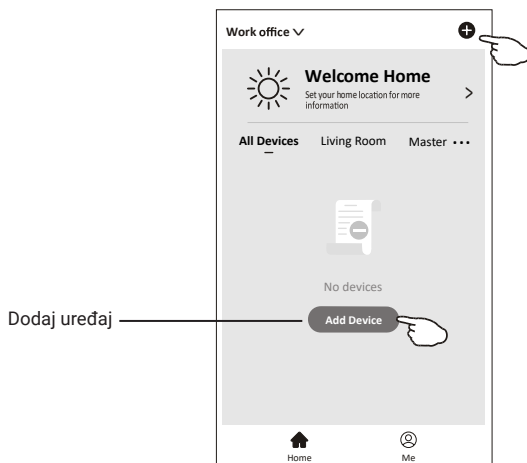 Work office
Welcome Home
Set your home location for more
information
All Devices Living Room Master
No devices
Dodaj uređaj
Add Device
Home Me